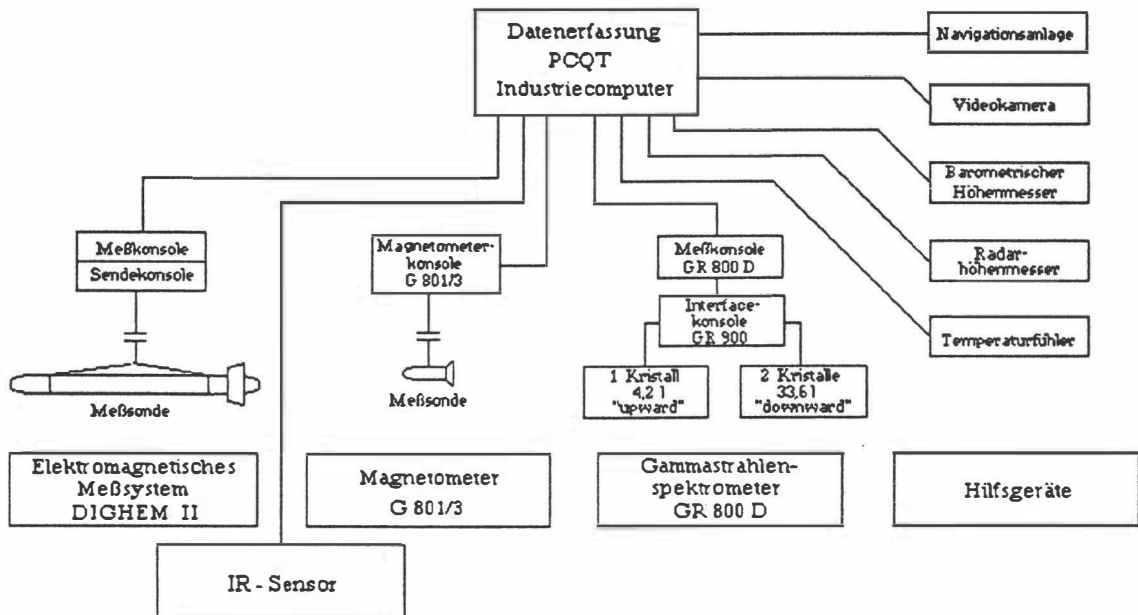 Datenerfassung
PCQT
Industriecomputer
Navigationsanlage
Videokamera
Barometrischer
Höhenmesser
Radar-
höhenmesser
Temperaturfühler
Meßkonsole
Sendekonsole
Meßsonde
Magnetometer-
konsole
G 801/3
Meßsonde
Meßkonsole
GR 800 D
Interface-
konsole
GR 900
1 Kristall
4,2 l
"upward"
2 Kristalle
33,6 l
"downward"
Elektromagnetisches
Meßsystem
DIGHEM II
Magnetometer
G 801/3
Gammastrahlen-
spektrometer
GR 800 D
Hilfsgeräte
IR - Sensor